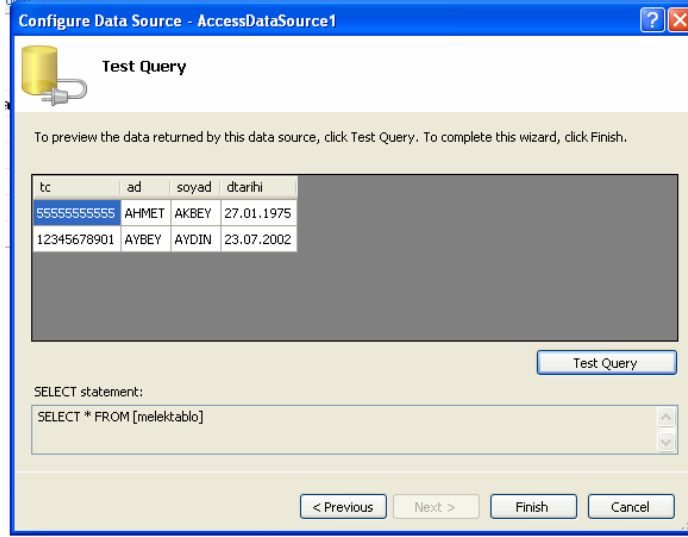 Configure Data Source - AccessDataSource1
Test Query
To preview the data returned by this data source, click Test Query. To complete this wizard, click Finish.
tc ad soyad dtarihi
55555555555 AHMET AKBEY 27.01.1975
12345678901 AYBEY AYDIN 23.07.2002
Test Query
SELECT statement:
SELECT * FROM [melektablo]
< Previous Next > Finish Cancel